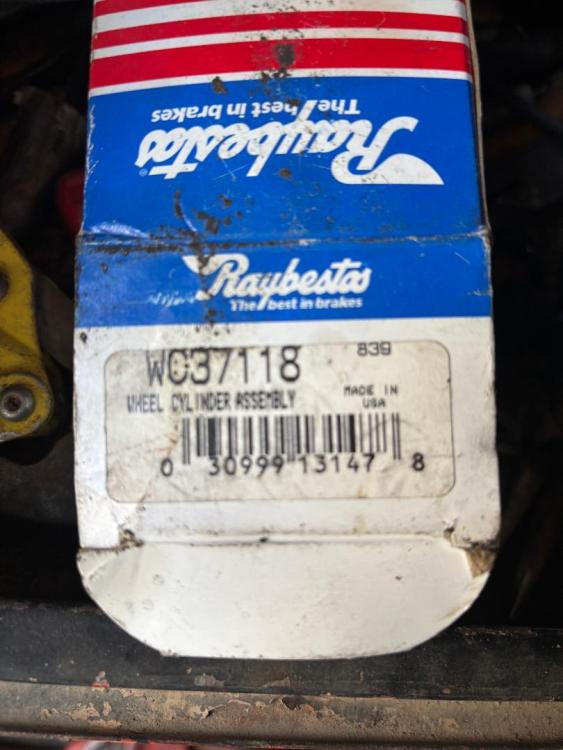 Raybestos®
The best in brakes
Raybestos
The best in brakes
WC37118 839
WHEEL CYLINDER ASSEMBLY MADE IN
USA
0 30999 13147 8